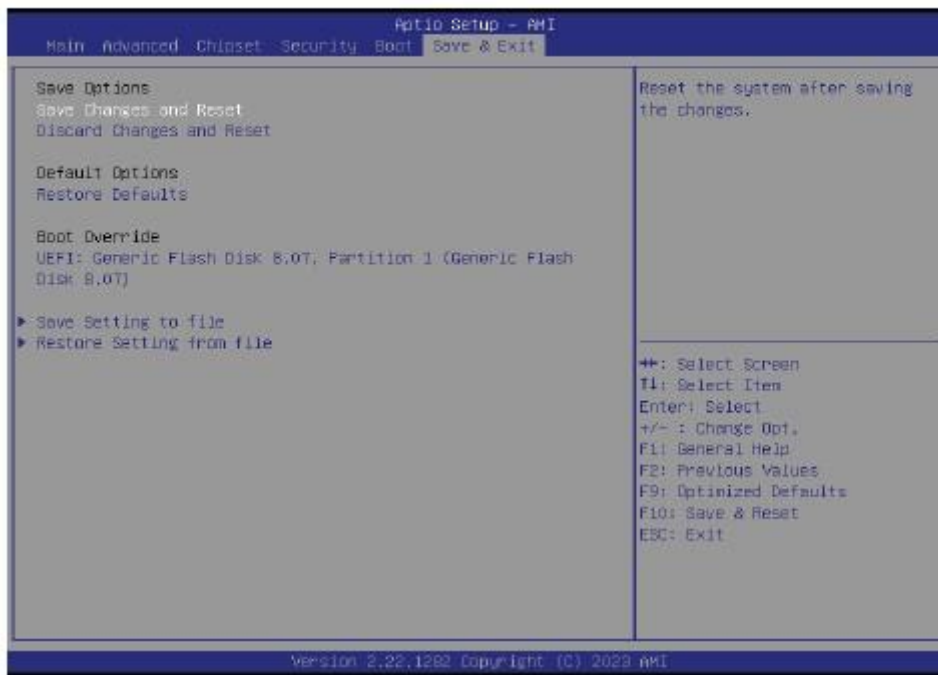 Aptio Setup - AMI
Main Advanced Chipset Security Boot Save & Exit
Save Options
Save Changes and Reset
Discard Changes and Reset
Default Options
Restore Defaults
Boot Override
UEFI: Generic Flash Disk 8.07, Partition 1 (Generic Flash
Disk 8.07)
Save Setting to file
Restore Setting from file
Reset the system after saving
the changes.
→←: Select Screen
↑↓: Select Item
Enter: Select
+/- : Change Opt.
F1: General Help
F2: Previous Values
F9: Optimized Defaults
F10: Save & Reset
ESC: Exit
Version 2.22.1282 Copyright (C) 2023 AMI